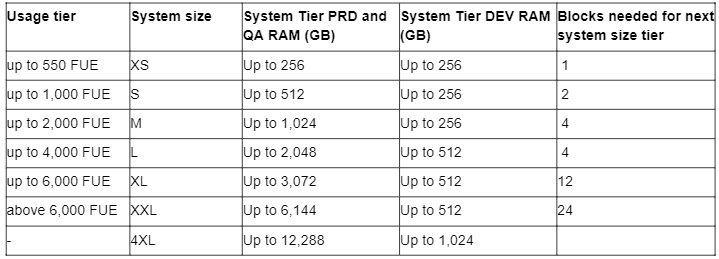 Usage tier System size System Tier PRD and QA RAM (GB) System Tier DEV RAM (GB) Blocks needed for next system size tier
up to 550 FUE XS Up to 256 Up to 256 1
up to 1,000 FUE S Up to 512 Up to 256 2
up to 2,000 FUE M Up to 1,024 Up to 256 4
up to 4,000 FUE L Up to 2,048 Up to 512 4
up to 6,000 FUE XL Up to 3,072 Up to 512 12
above 6,000 FUE XXL Up to 6,144 Up to 512 24
- 4XL Up to 12,288 Up to 1,024